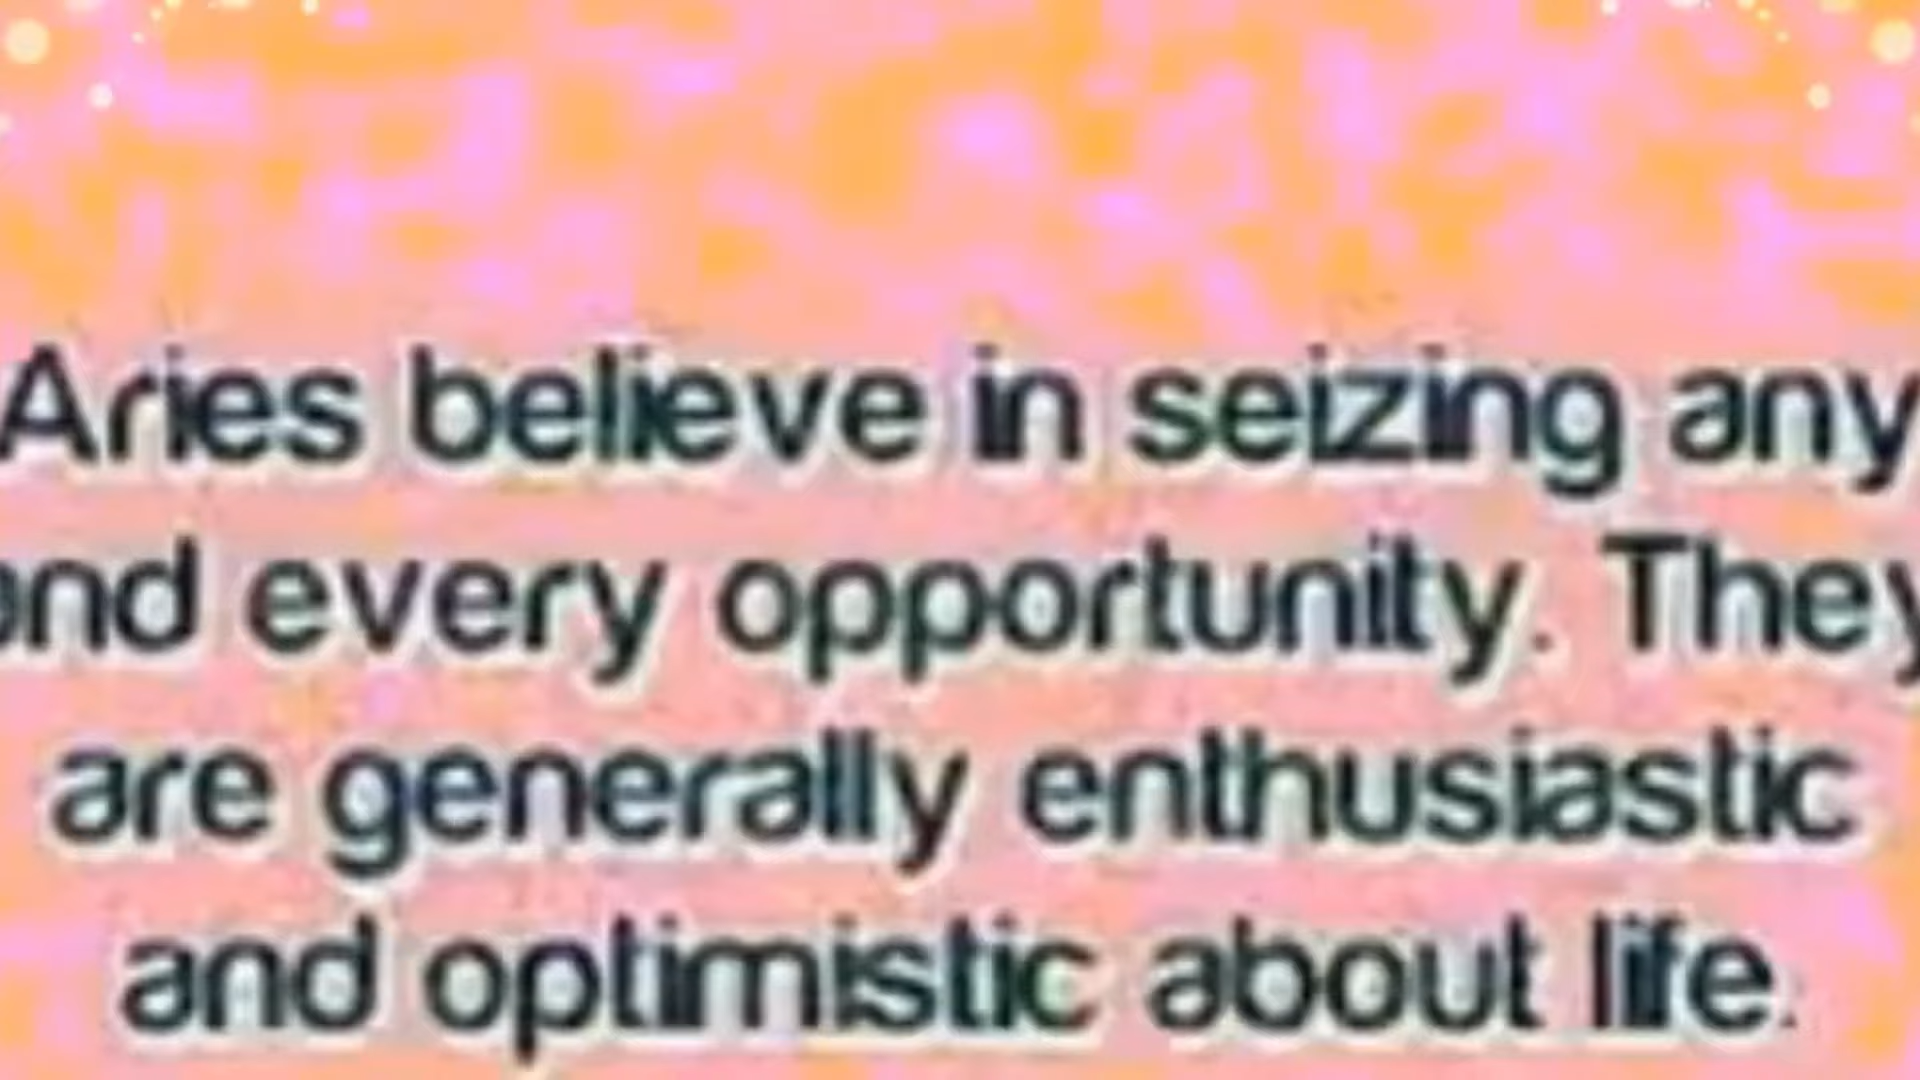 Aries believe in seizing any
and every opportunity. They
are generally enthusiastic
and optimistic about life.